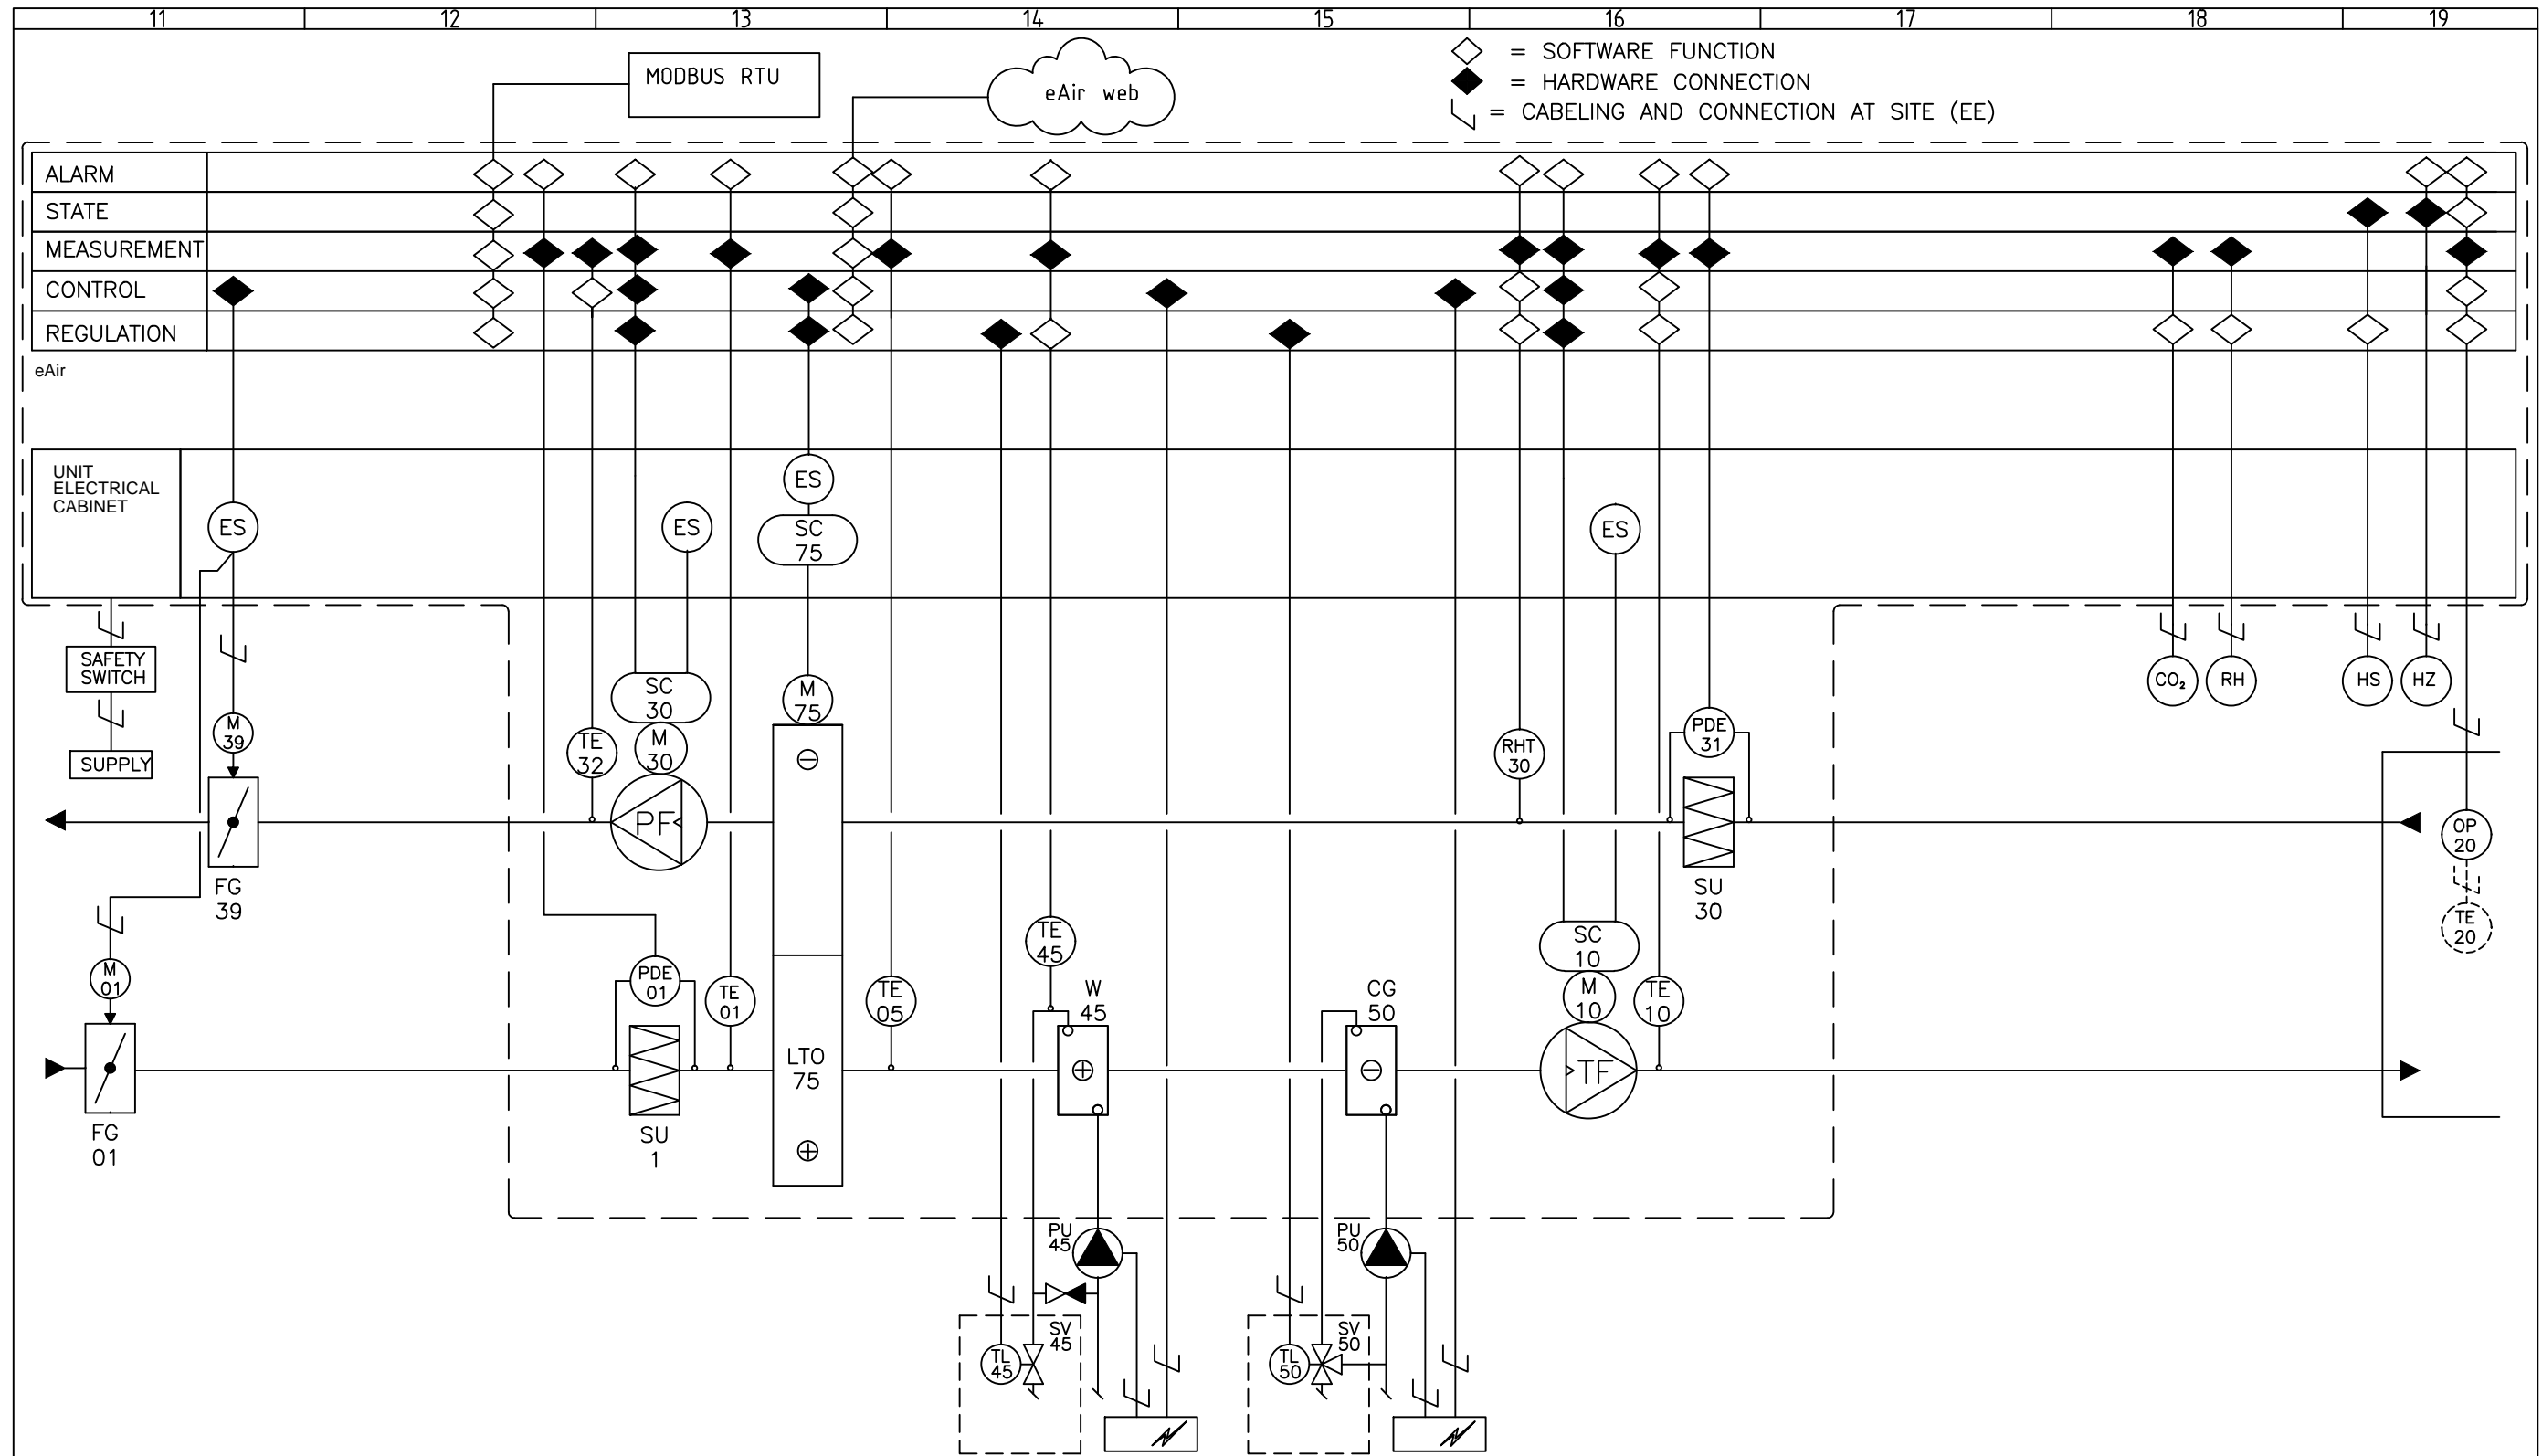 11 12 13 14 15 16 17 18 19
= SOFTWARE FUNCTION
= HARDWARE CONNECTION
= CABELING AND CONNECTION AT SITE (EE)
MODBUS RTU
eAir web
ALARM
STATE
MEASUREMENT
CONTROL
REGULATION
eAir
UNIT
ELECTRICAL
CABINET
ES
ES
ES
SC
75
ES
SAFETY
SWITCH
SUPPLY
M
39
TE
32
SC
30
M
30
M
75
RHT
30
PDE
31
CO₂
RH
HS
HZ
PF
FG
39
SU
30
OP
20
TE
20
M
01
PDE
01
TE
01
TE
05
TE
45
W
45
CG
50
SC
10
M
10
TE
10
LTO
75
TF
FG
01
SU
1
PU
45
PU
50
SV
45
TL
45
SV
50
TL
50